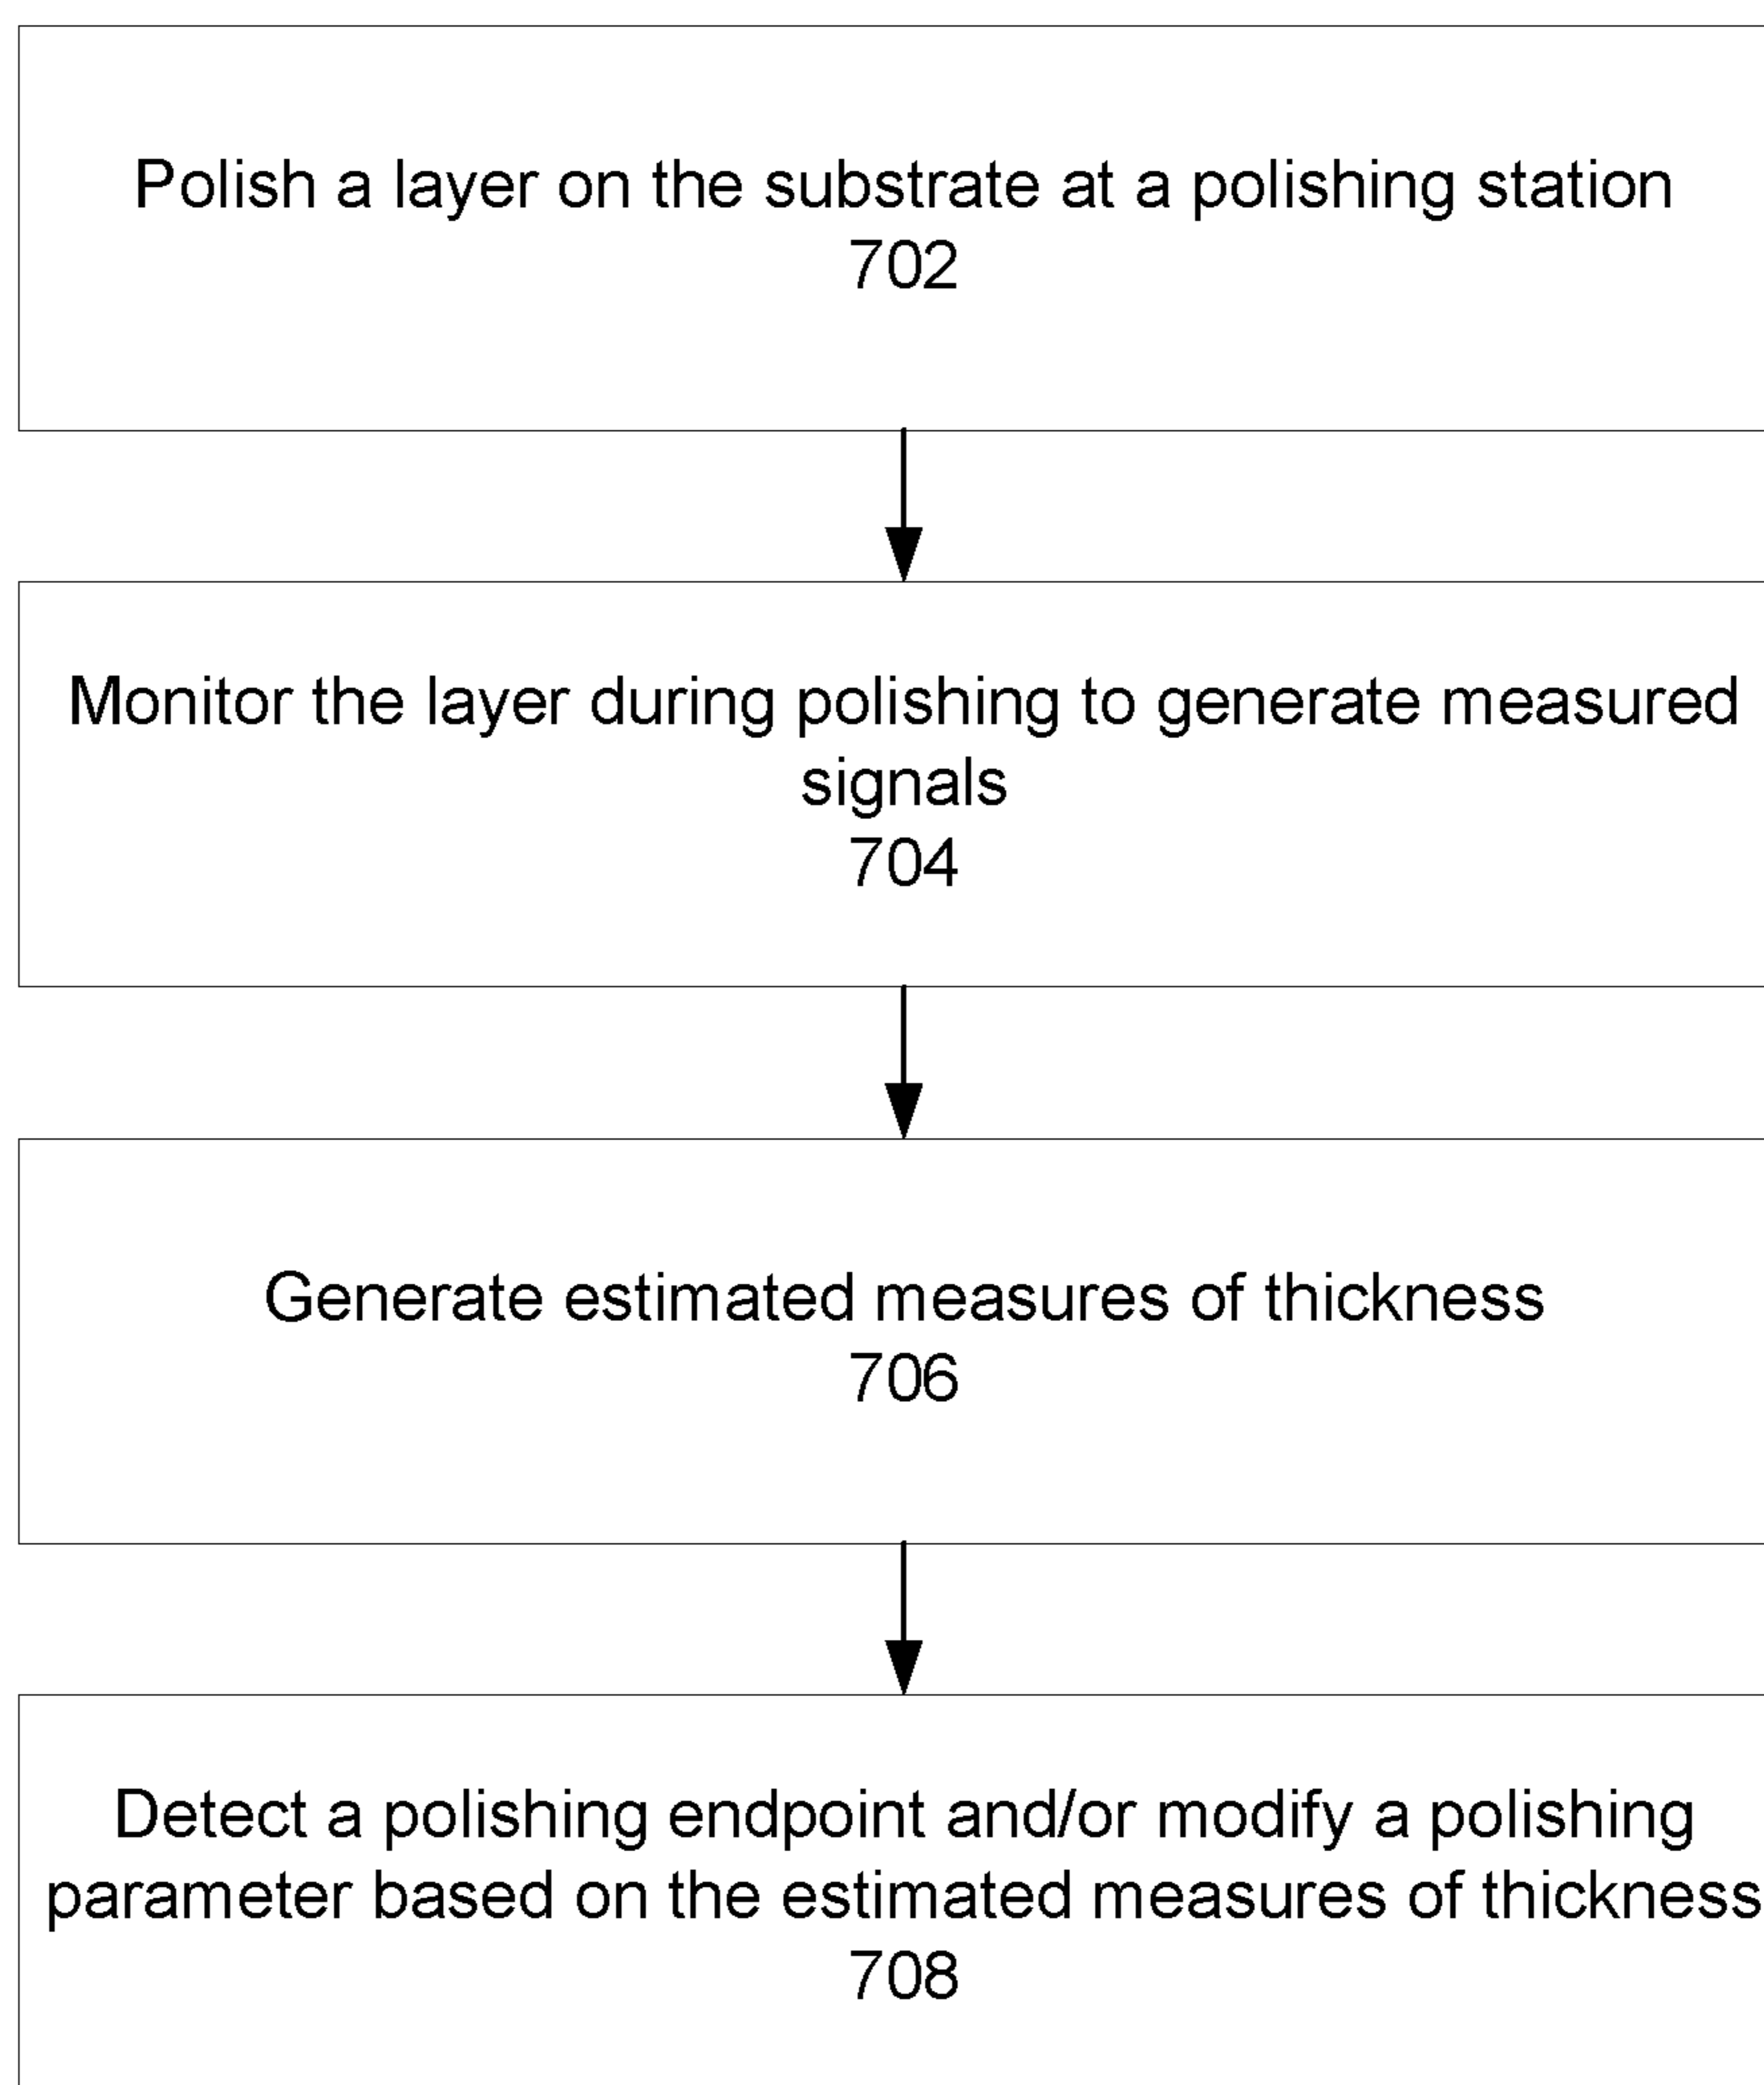 Polish a layer on the substrate at a polishing station
702
Monitor the layer during polishing to generate measured
signals
704
Generate estimated measures of thickness
706
Detect a polishing endpoint and/or modify a polishing
parameter based on the estimated measures of thickness
708